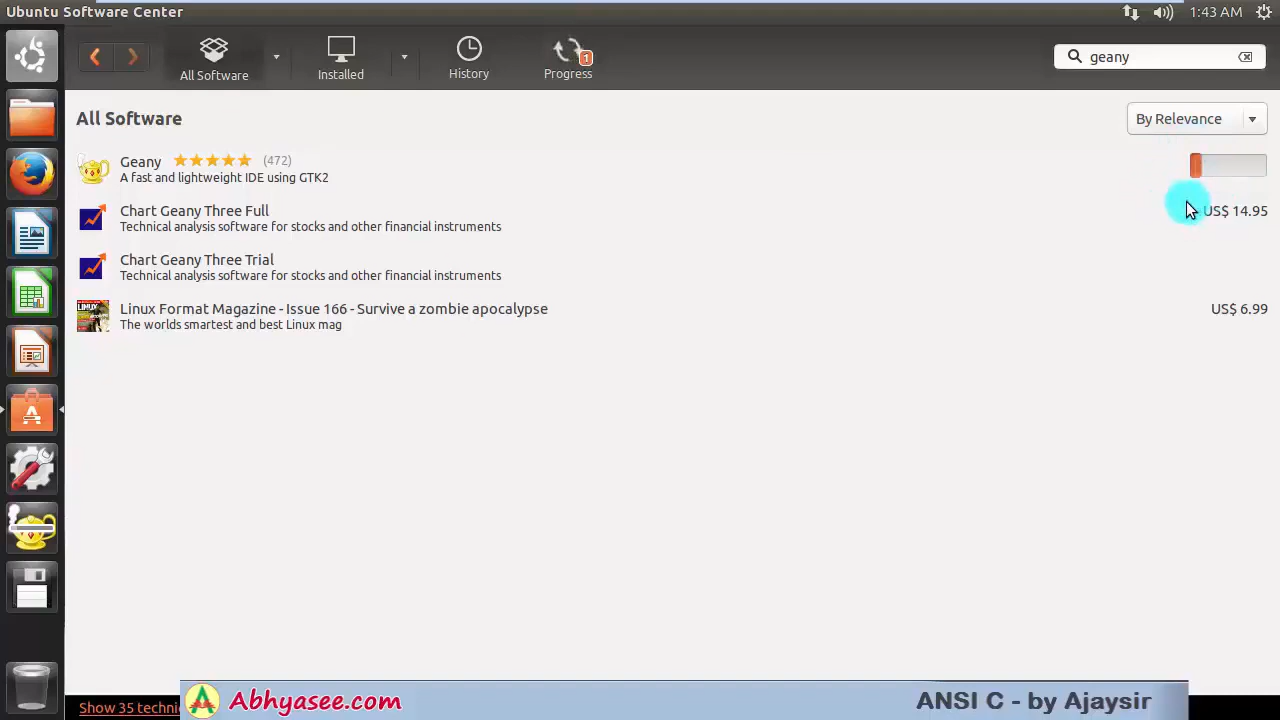 Ubuntu Software Center
1:43 AM
All Software
Installed
History
Progress
1
geany
All Software
By Relevance
Geany (472)
A fast and lightweight IDE using GTK2
Chart Geany Three Full
US$ 14.95
Technical analysis software for stocks and other financial instruments
Chart Geany Three Trial
Technical analysis software for stocks and other financial instruments
Linux Format Magazine - Issue 166 - Survive a zombie apocalypse
US$ 6.99
The worlds smartest and best Linux mag
Show 35 techni
Abhyasee.com
ANSI C - by Ajaysir